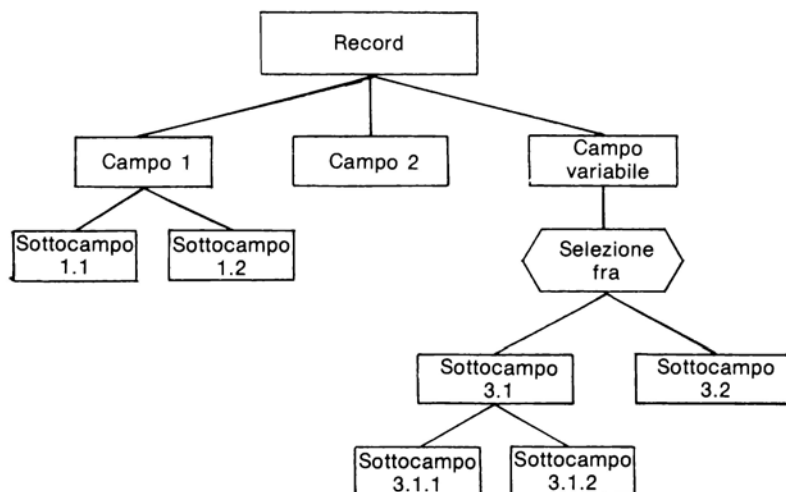 Record
Campo 1
Campo 2
Campo
variabile
Sottocampo
1.1
Sottocampo
1.2
Selezione
fra
Sottocampo
3.1
Sottocampo
3.2
Sottocampo
3.1.1
Sottocampo
3.1.2